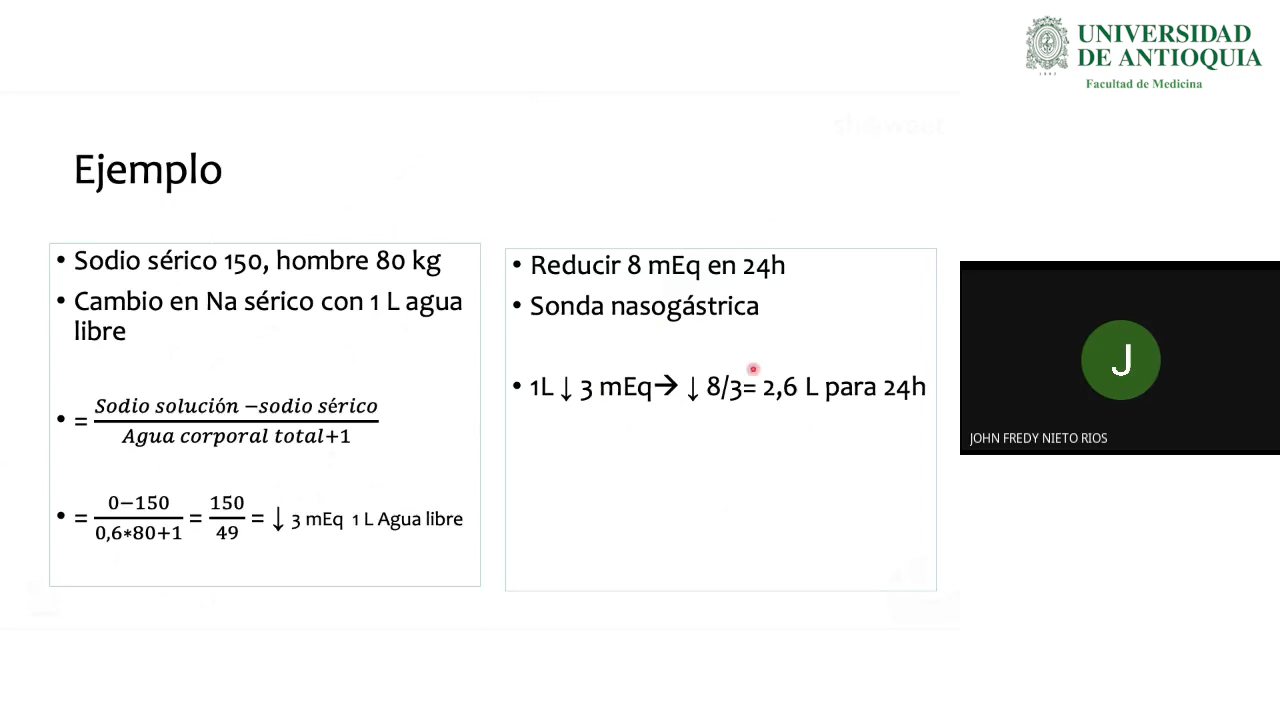 UNIVERSIDAD
DE ANTIOQUIA
1803
Facultad de Medicina
Ejemplo
• Sodio sérico 150, hombre 80 kg
• Cambio en Na sérico con 1 L agua
libre
• = Sodio solución −sodio sérico / Agua corporal total+1
• = 0−150 / 0,6*80+1 = 150 / 49 = ↓ 3 mEq 1 L Agua libre
• Reducir 8 mEq en 24h
• Sonda nasogástrica
• 1L ↓ 3 mEq→ ↓ 8/3= 2,6 L para 24h
J
JOHN FREDY NIETO RIOS